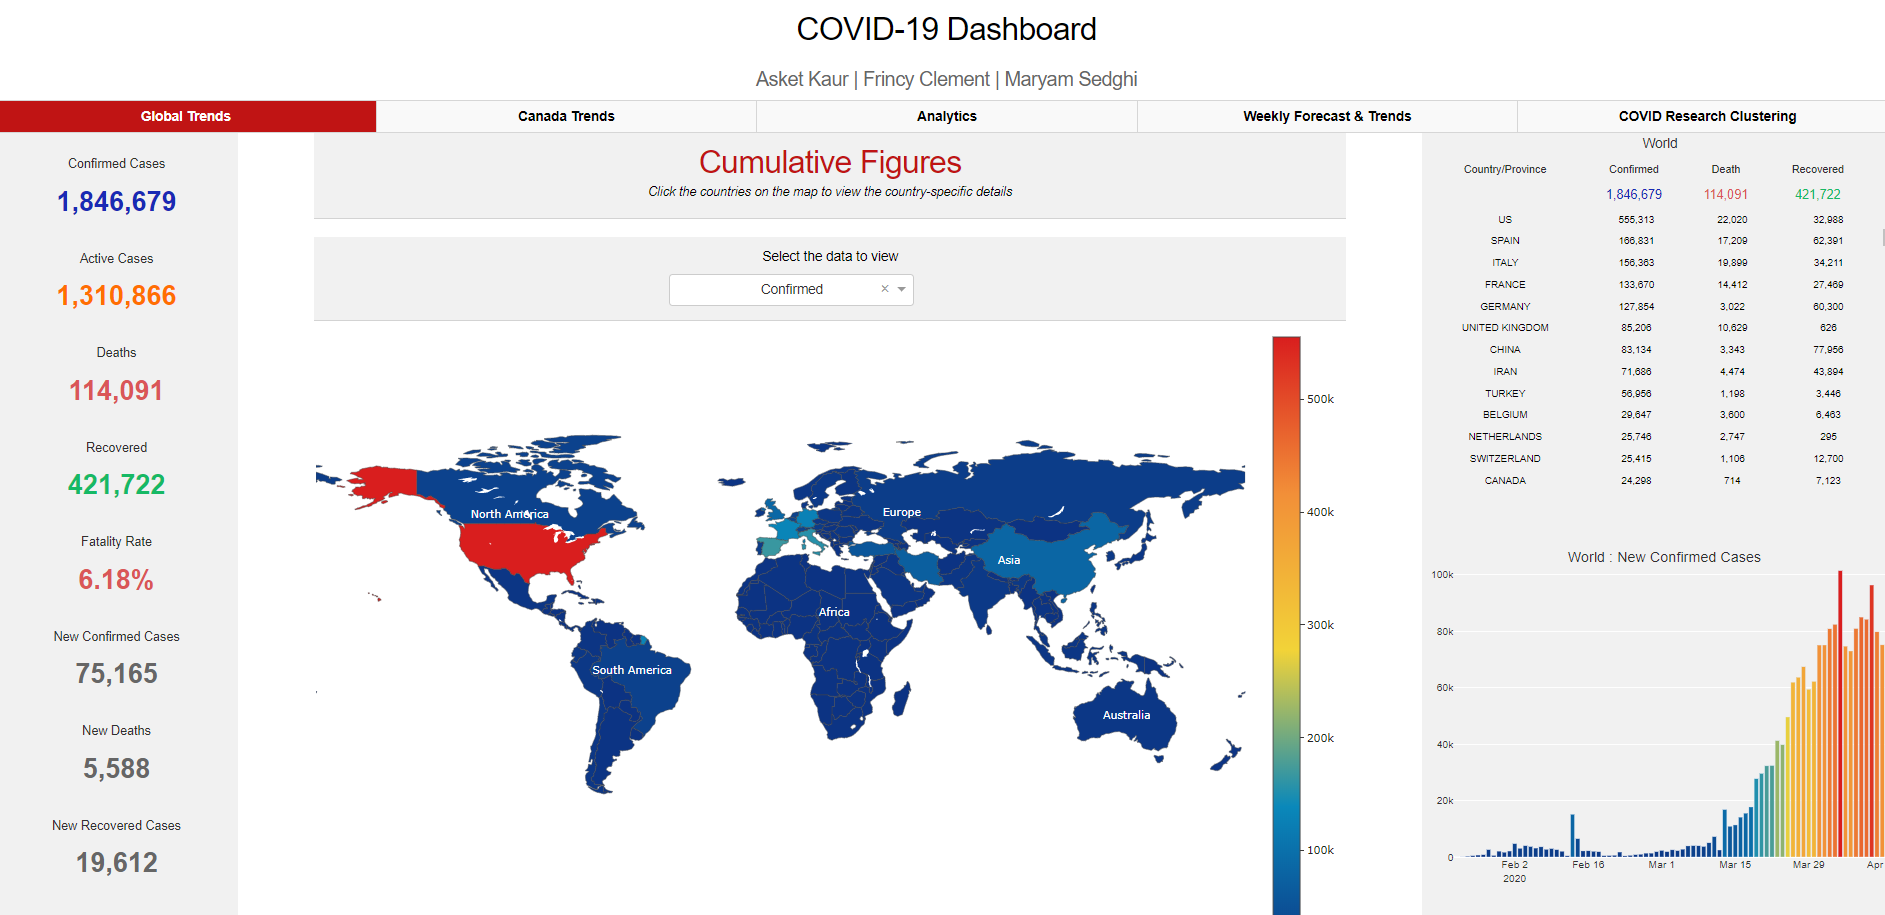 COVID-19 Dashboard
Asket Kaur | Frincy Clement | Maryam Sedghi
Global Trends
Canada Trends
Analytics
Weekly Forecast & Trends
COVID Research Clustering
Confirmed Cases
1,846,679
Active Cases
1,310,866
Deaths
114,091
Recovered
421,722
Fatality Rate
6.18%
New Confirmed Cases
75,165
New Deaths
5,588
New Recovered Cases
19,612
Cumulative Figures
Click the countries on the map to view the country-specific details
Select the data to view
Confirmed × 
North America
South America
Europe
Asia
Africa
Australia
500k
400k
300k
200k
100k
World
Country/Province Confirmed Death Recovered
1,846,679 114,091 421,722
US 555,313 22,020 32,988
SPAIN 166,831 17,209 62,391
ITALY 156,363 19,899 34,211
FRANCE 133,670 14,412 27,469
GERMANY 127,854 3,022 60,300
UNITED KINGDOM 85,206 10,629 626
CHINA 83,134 3,343 77,956
IRAN 71,686 4,474 43,894
TURKEY 56,956 1,198 3,446
BELGIUM 29,647 3,600 6,463
NETHERLANDS 25,746 2,747 295
SWITZERLAND 25,415 1,106 12,700
CANADA 24,298 714 7,123
World : New Confirmed Cases
100k
80k
60k
40k
20k
0
Feb 2 Feb 16 Mar 1 Mar 15 Mar 29 Apr
2020